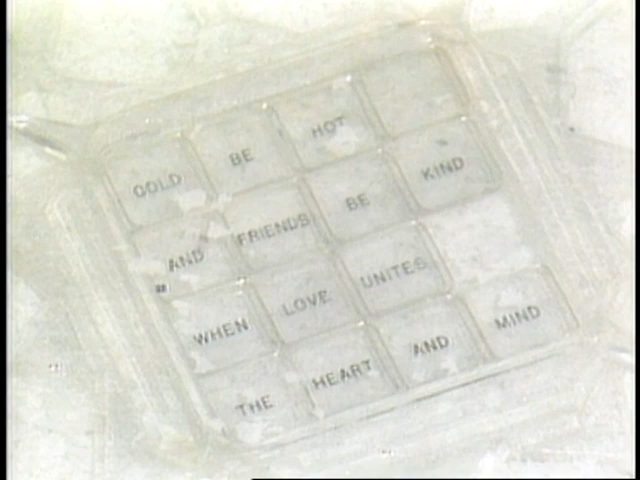 COLD BE HOT
AND FRIENDS BE KIND
WHEN LOVE UNITES
THE HEART AND MIND